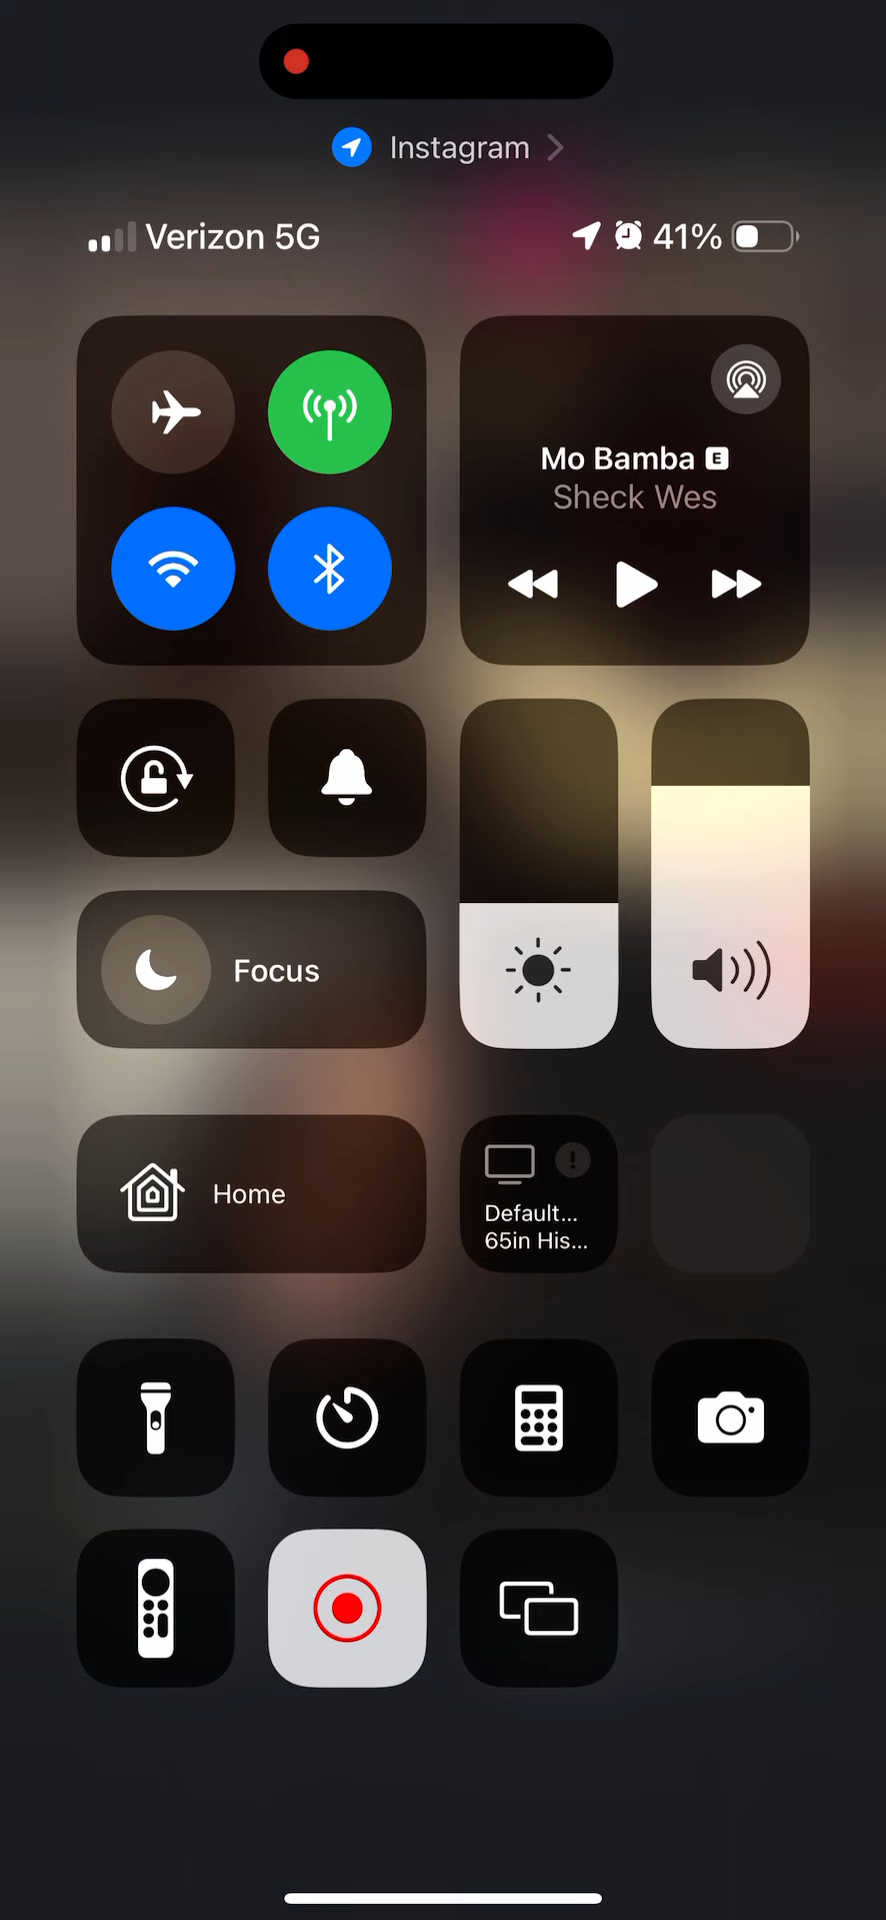 Instagram
Verizon 5G
41%
Mo Bamba E
Sheck Wes
Focus
Home
Default...
65in His...